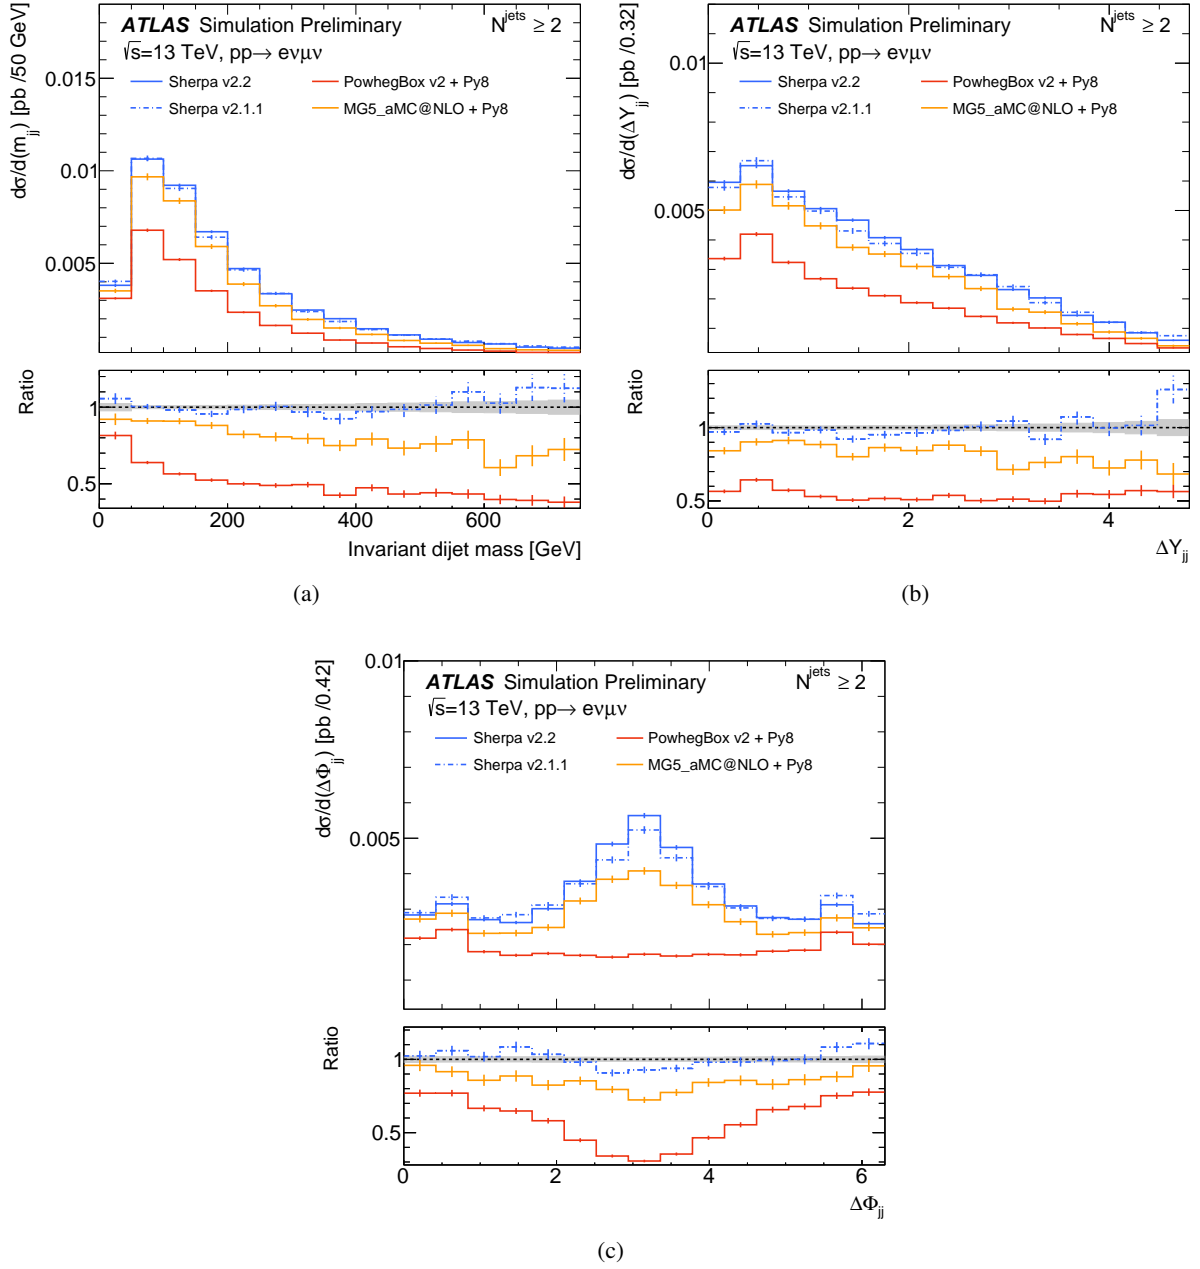 dσ/d(m_jj) [pb /50 GeV]
ATLAS Simulation Preliminary
N^jets ≥ 2
√s=13 TeV, pp→ eνμν
Sherpa v2.2
PowhegBox v2 + Py8
Sherpa v2.1.1
MG5_aMC@NLO + Py8
0.015
0.01
0.005
Ratio
1
0.5
0 200 400 600
Invariant dijet mass [GeV]
(a)
dσ/d(ΔY_jj) [pb /0.32]
ATLAS Simulation Preliminary
N^jets ≥ 2
√s=13 TeV, pp→ eνμν
Sherpa v2.2
PowhegBox v2 + Py8
Sherpa v2.1.1
MG5_aMC@NLO + Py8
0.01
0.005
Ratio
1
0.5
0 2 4
ΔY_jj
(b)
dσ/d(ΔΦ_jj) [pb /0.42]
ATLAS Simulation Preliminary
N^jets ≥ 2
√s=13 TeV, pp→ eνμν
Sherpa v2.2
PowhegBox v2 + Py8
Sherpa v2.1.1
MG5_aMC@NLO + Py8
0.01
0.005
Ratio
1
0.5
0 2 4 6
ΔΦ_jj
(c)